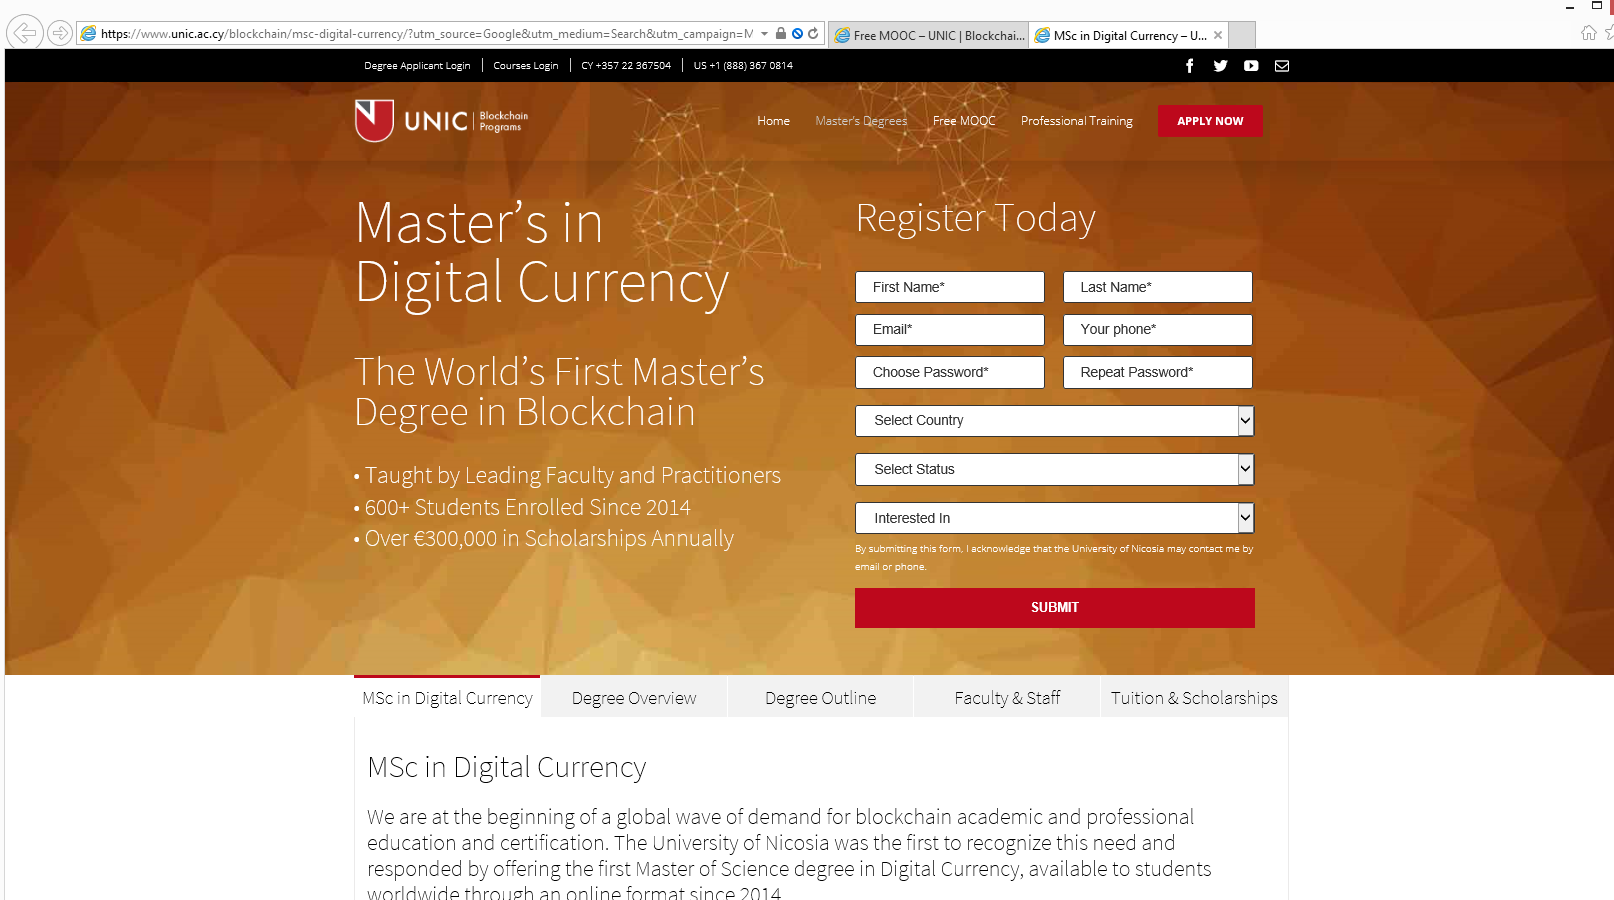 https://www.unic.ac.cy/blockchain/msc-digital-currency/?utm_source=Google&utm_medium=Search&utm_campaign=M
Free MOOC – UNIC | Blockchai...
MSc in Digital Currency – U...
Degree Applicant Login
Courses Login
CY +357 22 367504
US +1 (888) 367 0814
UNIC
Blockchain
Programs
Home
Master's Degrees
Free MOOC
Professional Training
APPLY NOW
Master’s in
Digital Currency
The World’s First Master’s
Degree in Blockchain
• Taught by Leading Faculty and Practitioners
• 600+ Students Enrolled Since 2014
• Over €300,000 in Scholarships Annually
Register Today
First Name*
Last Name*
Email*
Your phone*
Choose Password*
Repeat Password*
Select Country
Select Status
Interested In
By submitting this form, I acknowledge that the University of Nicosia may contact me by
email or phone.
SUBMIT
MSc in Digital Currency
Degree Overview
Degree Outline
Faculty & Staff
Tuition & Scholarships
MSc in Digital Currency
We are at the beginning of a global wave of demand for blockchain academic and professional
education and certification. The University of Nicosia was the first to recognize this need and
responded by offering the first Master of Science degree in Digital Currency, available to students
worldwide through an online format since 2014